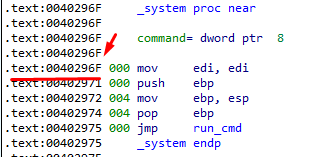 .text:0040296F _system proc near
.text:0040296F
.text:0040296F command= dword ptr 8
.text:0040296F
.text:0040296F 000 mov edi, edi
.text:00402971 000 push ebp
.text:00402972 004 mov ebp, esp
.text:00402974 004 pop ebp
.text:00402975 000 jmp run_cmd
.text:00402975 _system endp